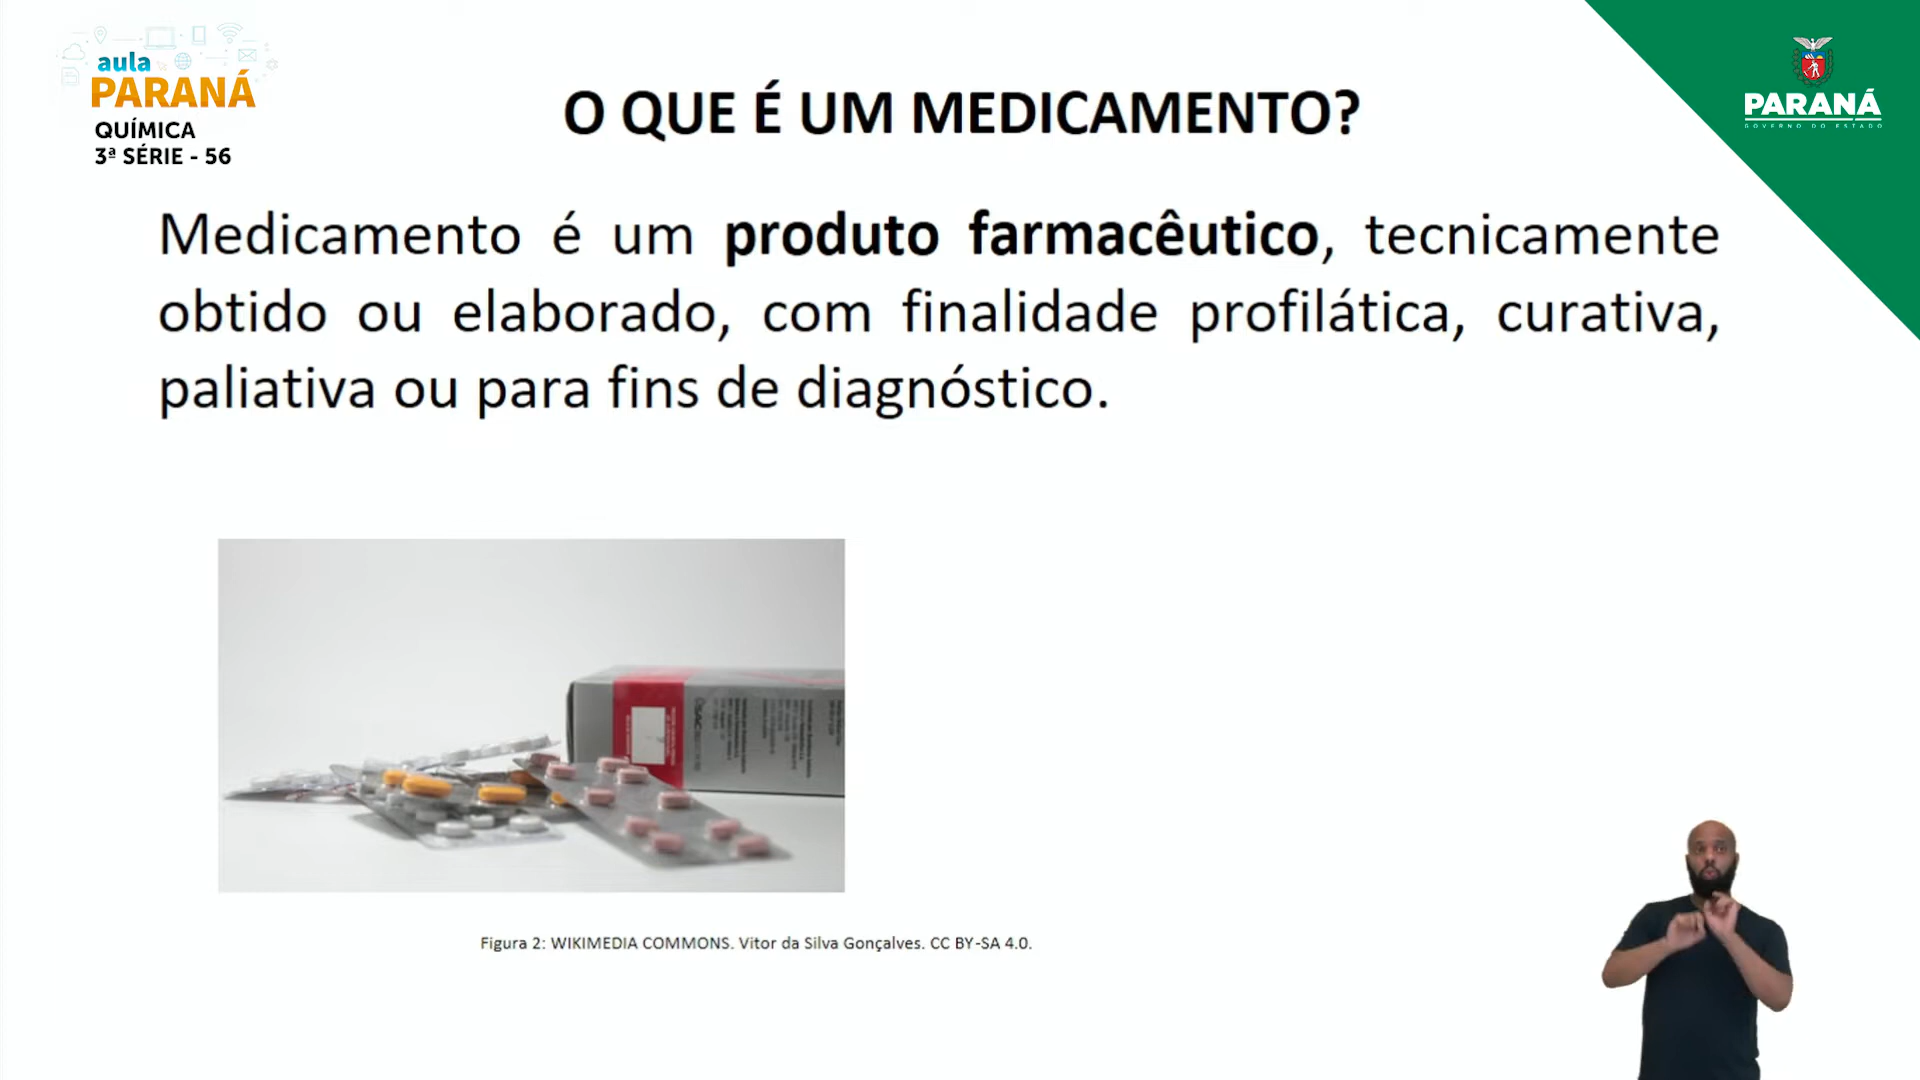 aula
PARANÁ
QUÍMICA
3ª SÉRIE - 56
O QUE É UM MEDICAMENTO?
PARANÁ
GOVERNO DO ESTADO
Medicamento é um produto farmacêutico, tecnicamente
obtido ou elaborado, com finalidade profilática, curativa,
paliativa ou para fins de diagnóstico.
SAC
Figura 2: WIKIMEDIA COMMONS. Vitor da Silva Gonçalves. CC BY-SA 4.0.